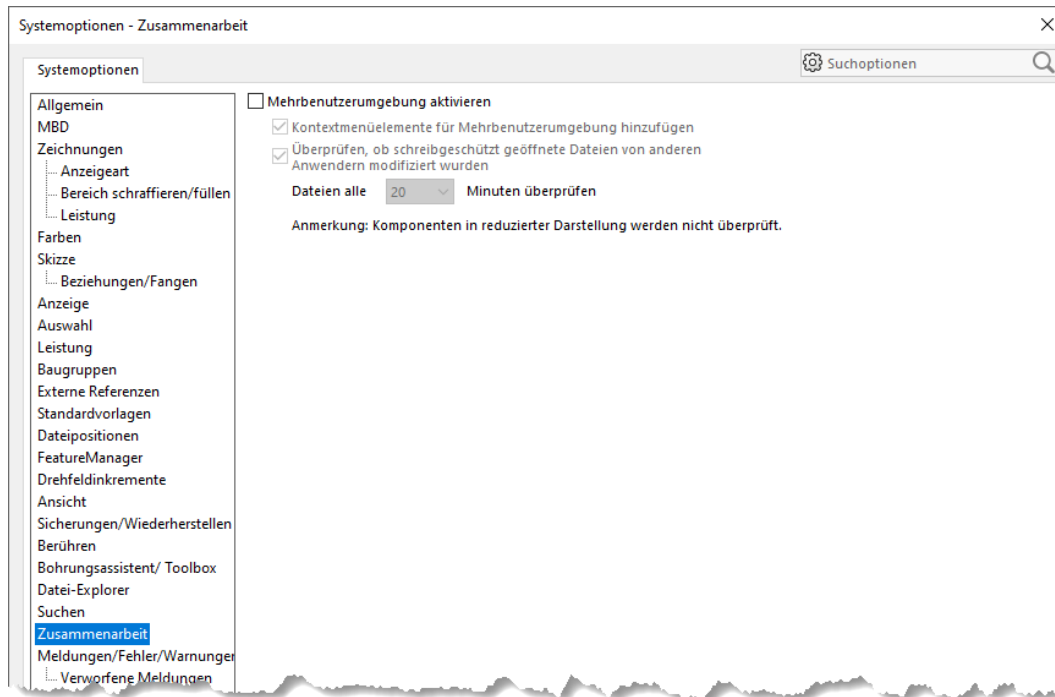 Systemoptionen - Zusammenarbeit
Systemoptionen
Suchoptionen
Allgemein
MBD
Zeichnungen
Anzeigeart
Bereich schraffieren/füllen
Leistung
Farben
Skizze
Beziehungen/Fangen
Anzeige
Auswahl
Leistung
Baugruppen
Externe Referenzen
Standardvorlagen
Dateipositionen
FeatureManager
Drehfeldinkremente
Ansicht
Sicherungen/Wiederherstellen
Berühren
Bohrungsassistent/ Toolbox
Datei-Explorer
Suchen
Zusammenarbeit
Meldungen/Fehler/Warnungen
Verworfene Meldungen
Mehrbenutzerumgebung aktivieren
Kontextmenüelemente für Mehrbenutzerumgebung hinzufügen
Überprüfen, ob schreibgeschützt geöffnete Dateien von anderen
Anwendern modifiziert wurden
Dateien alle 20 Minuten überprüfen
Anmerkung: Komponenten in reduzierter Darstellung werden nicht überprüft.